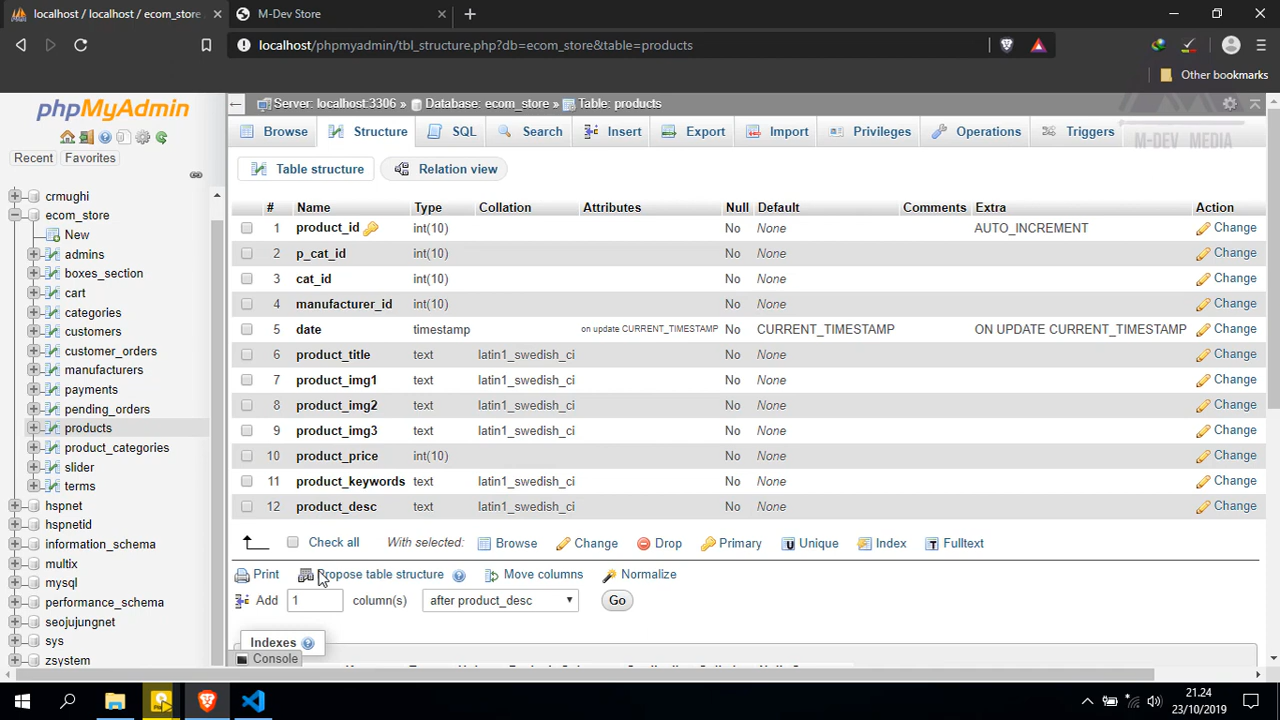 localhost / localhost / ecom_store
M-Dev Store
localhost/phpmyadmin/tbl_structure.php?db=ecom_store&table=products
Other bookmarks
phpMyAdmin
Recent Favorites
crmughi
ecom_store
New
admins
boxes_section
cart
categories
customers
customer_orders
manufacturers
payments
pending_orders
products
product_categories
slider
terms
hspnet
hspnetid
information_schema
multix
mysql
performance_schema
seojujungnet
sys
zsystem
Server: localhost:3306 » Database: ecom_store » Table: products
Browse Structure SQL Search Insert Export Import Privileges Operations Triggers
M-DEV MEDIA
Table structure Relation view
# Name Type Collation Attributes Null Default Comments Extra Action
1 product_id int(10) No None AUTO_INCREMENT Change
2 p_cat_id int(10) No None Change
3 cat_id int(10) No None Change
4 manufacturer_id int(10) No None Change
5 date timestamp on update CURRENT_TIMESTAMP No CURRENT_TIMESTAMP ON UPDATE CURRENT_TIMESTAMP Change
6 product_title text latin1_swedish_ci No None Change
7 product_img1 text latin1_swedish_ci No None Change
8 product_img2 text latin1_swedish_ci No None Change
9 product_img3 text latin1_swedish_ci No None Change
10 product_price int(10) No None Change
11 product_keywords text latin1_swedish_ci No None Change
12 product_desc text latin1_swedish_ci No None Change
Check all With selected: Browse Change Drop Primary Unique Index Fulltext
Print Propose table structure Move columns Normalize
Add 1 column(s) after product_desc Go
Indexes
Console
21.24
23/10/2019